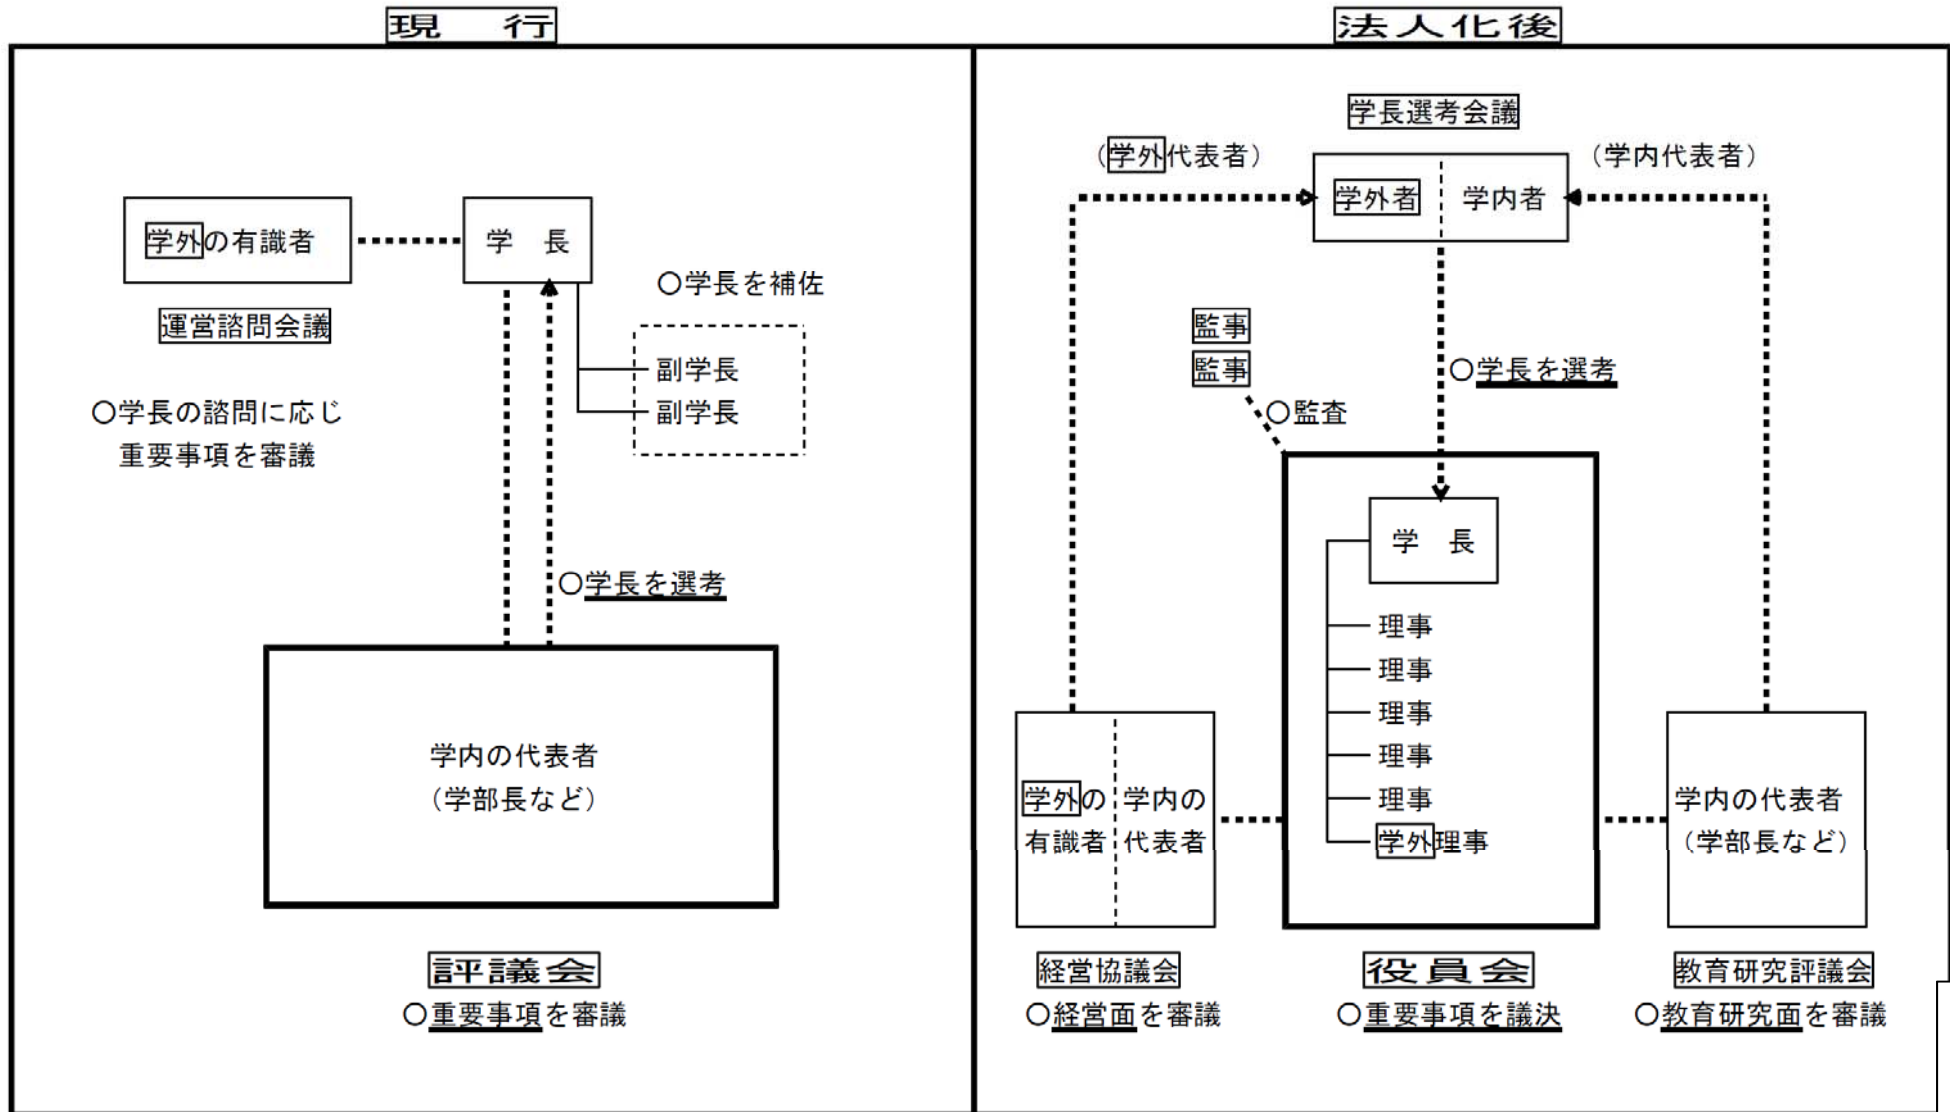 現　行
学外の有識者
学　長
運営諮問会議
○学長の諮問に応じ
重要事項を審議
○学長を補佐
副学長
副学長
○学長を選考
学内の代表者
（学部長など）
評議会
○重要事項を審議
法人化後
学長選考会議
（学外代表者）
（学内代表者）
学外者
学内者
監事
監事
○監査
○学長を選考
学　長
理事
理事
理事
理事
理事
学外理事
学外の
有識者
学内の
代表者
学内の代表者
（学部長など）
経営協議会
○経営面を審議
役員会
○重要事項を議決
教育研究評議会
○教育研究面を審議